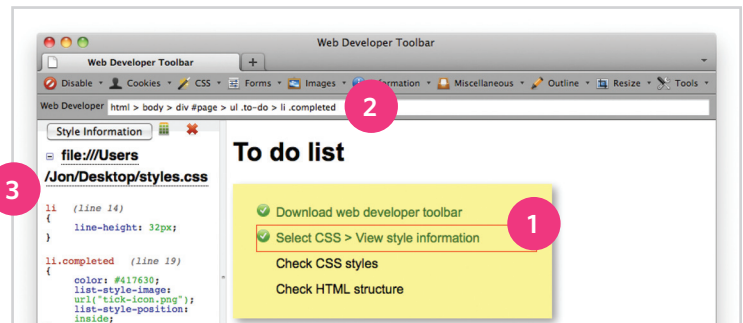 Web Developer Toolbar
Web Developer Toolbar +
Disable Cookies CSS Forms Images Miscellaneous Outline Resize Tools
Web Developer html > body > div #page > ul .to-do > li .completed
2
Style Information
file:///Users
/Jon/Desktop/styles.css
3
li (line 14)
{
line-height: 32px;
}
li.completed (line 19)
{
color: #417630;
list-style-image:
url("tick-icon.png");
list-style-position:
inside;
To do list
Download web developer toolbar
Select CSS > View style information
1
Check CSS styles
Check HTML structure